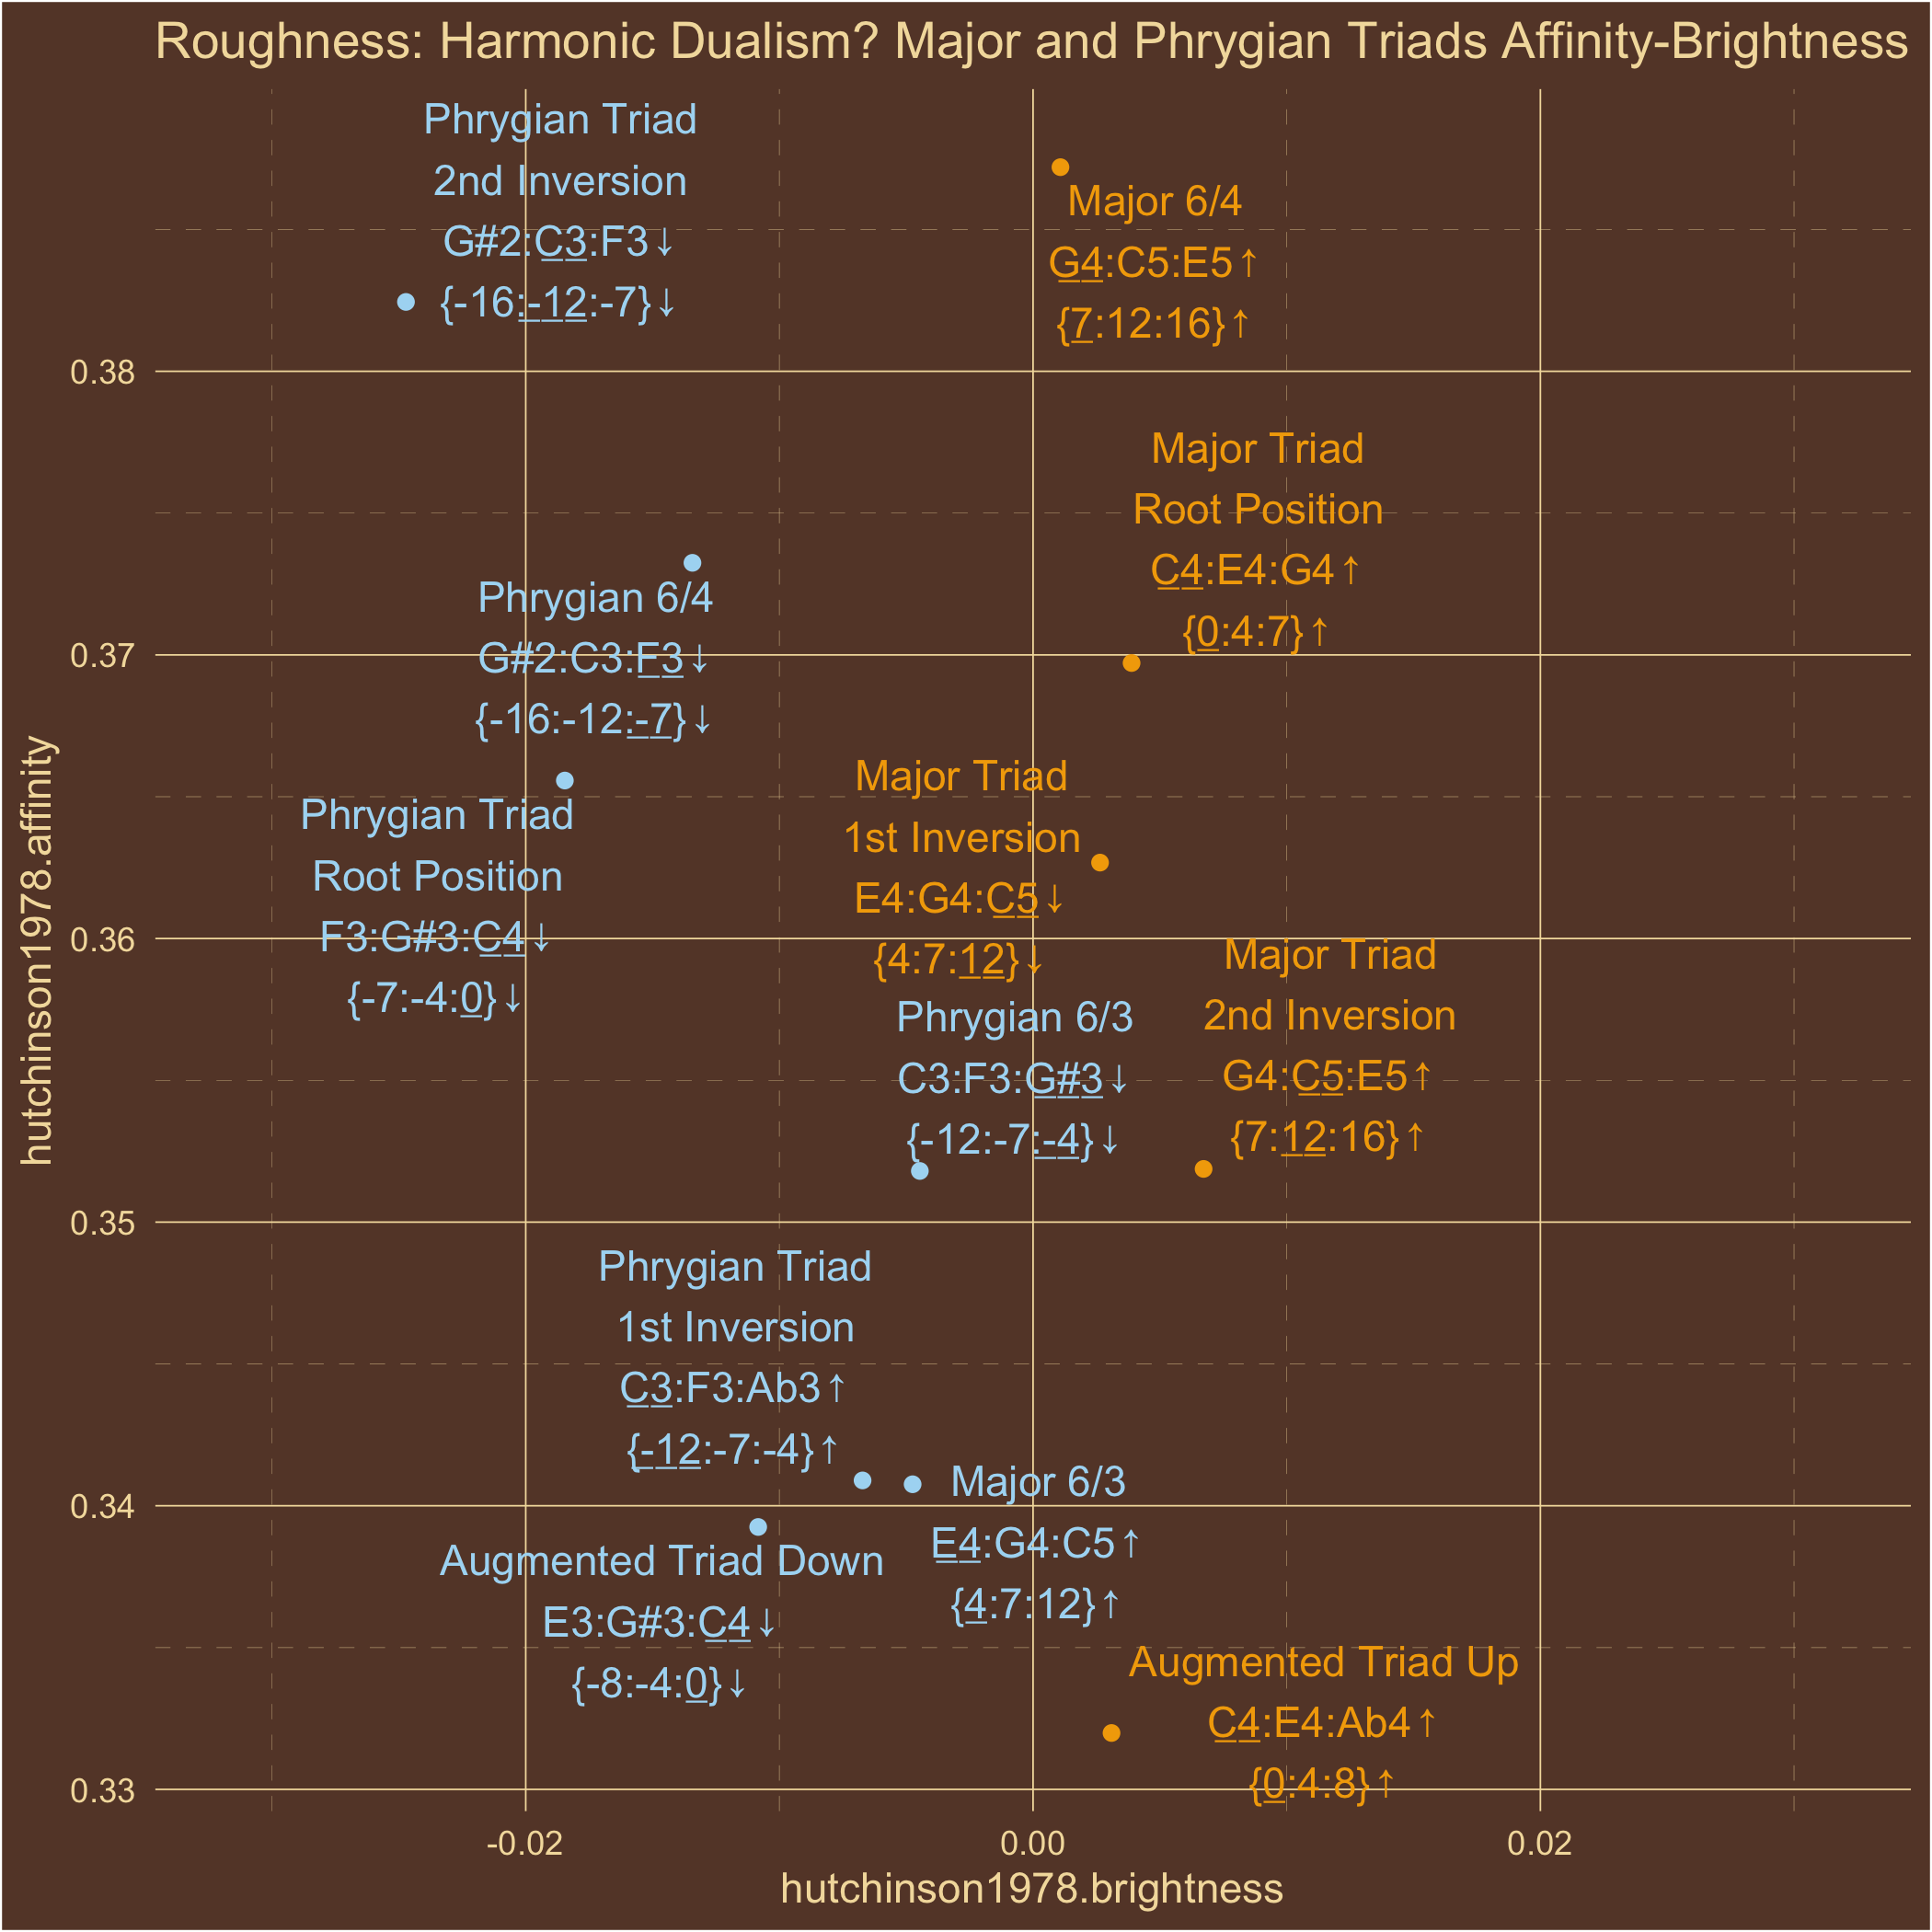 Roughness: Harmonic Dualism? Major and Phrygian Triads Affinity-Brightness
Phrygian Triad
2nd Inversion
G#2:C3:F3↓
{-16:-12:-7}↓
Major 6/4
G4:C5:E5↑
{7:12:16}↑
0.38
Major Triad
Root Position
C4:E4:G4↑
{0:4:7}↑
Phrygian 6/4
G#2:C3:F3↓
{-16:-12:-7}↓
0.37
Phrygian Triad
Root Position
F3:G#3:C4↓
{-7:-4:0}↓
Major Triad
1st Inversion
E4:G4:C5↓
{4:7:12}↓
0.36
Major Triad
2nd Inversion
G4:C5:E5↑
{7:12:16}↑
Phrygian 6/3
C3:F3:G#3↓
{-12:-7:-4}↓
0.35
Phrygian Triad
1st Inversion
C3:F3:Ab3↑
{-12:-7:-4}↑
0.34
Major 6/3
E4:G4:C5↑
{4:7:12}↑
Augmented Triad Down
E3:G#3:C4↓
{-8:-4:0}↓
Augmented Triad Up
C4:E4:Ab4↑
{0:4:8}↑
0.33
-0.02
0.00
0.02
hutchinson1978.brightness
hutchinson1978.affinity